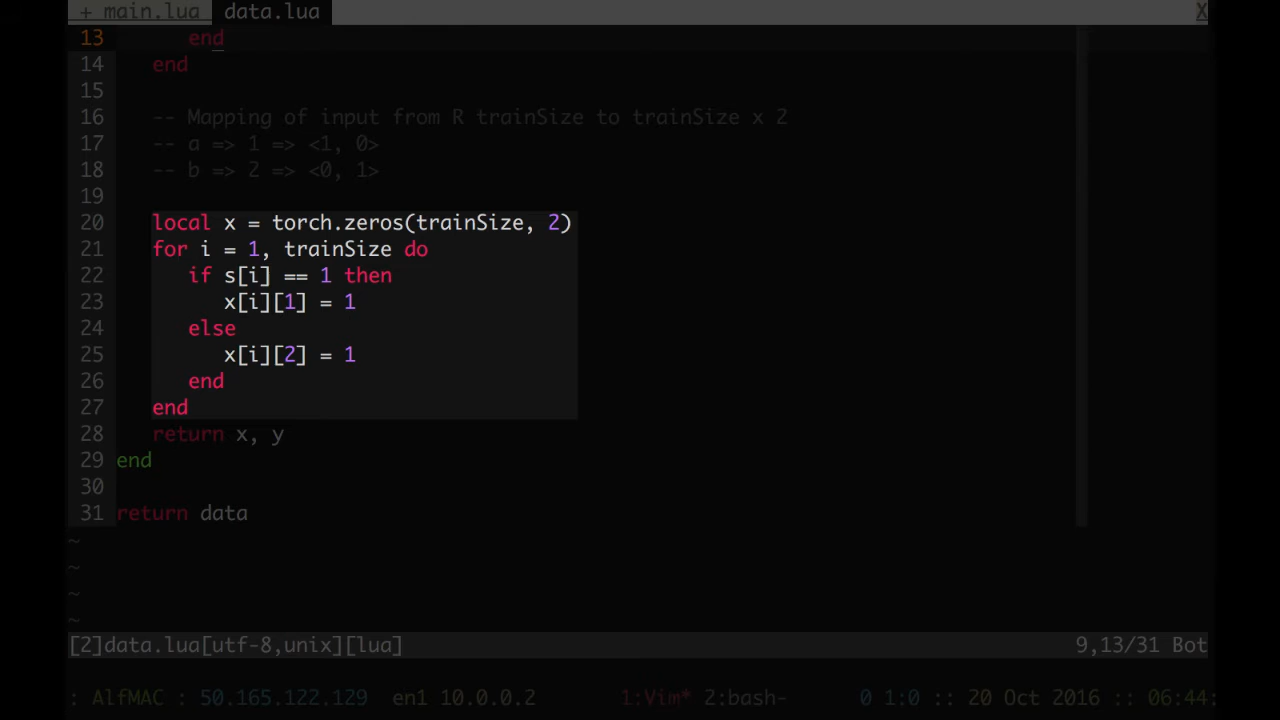 + main.lua data.lua X
13 end
14 end
15
16 -- Mapping of input from R trainSize to trainSize x 2
17 -- a => 1 => <1, 0>
18 -- b => 2 => <0, 1>
19
20 local x = torch.zeros(trainSize, 2)
21 for i = 1, trainSize do
22 if s[i] == 1 then
23 x[i][1] = 1
24 else
25 x[i][2] = 1
26 end
27 end
28 return x, y
29 end
30
31 return data
~
~
~
~
[2]data.lua[utf-8,unix][lua] 9,13/31 Bot
: AlfMAC : 50.165.122.129 en1 10.0.0.2 1:Vim* 2:bash- 0 1:0 :: 20 Oct 2016 :: 06:44: